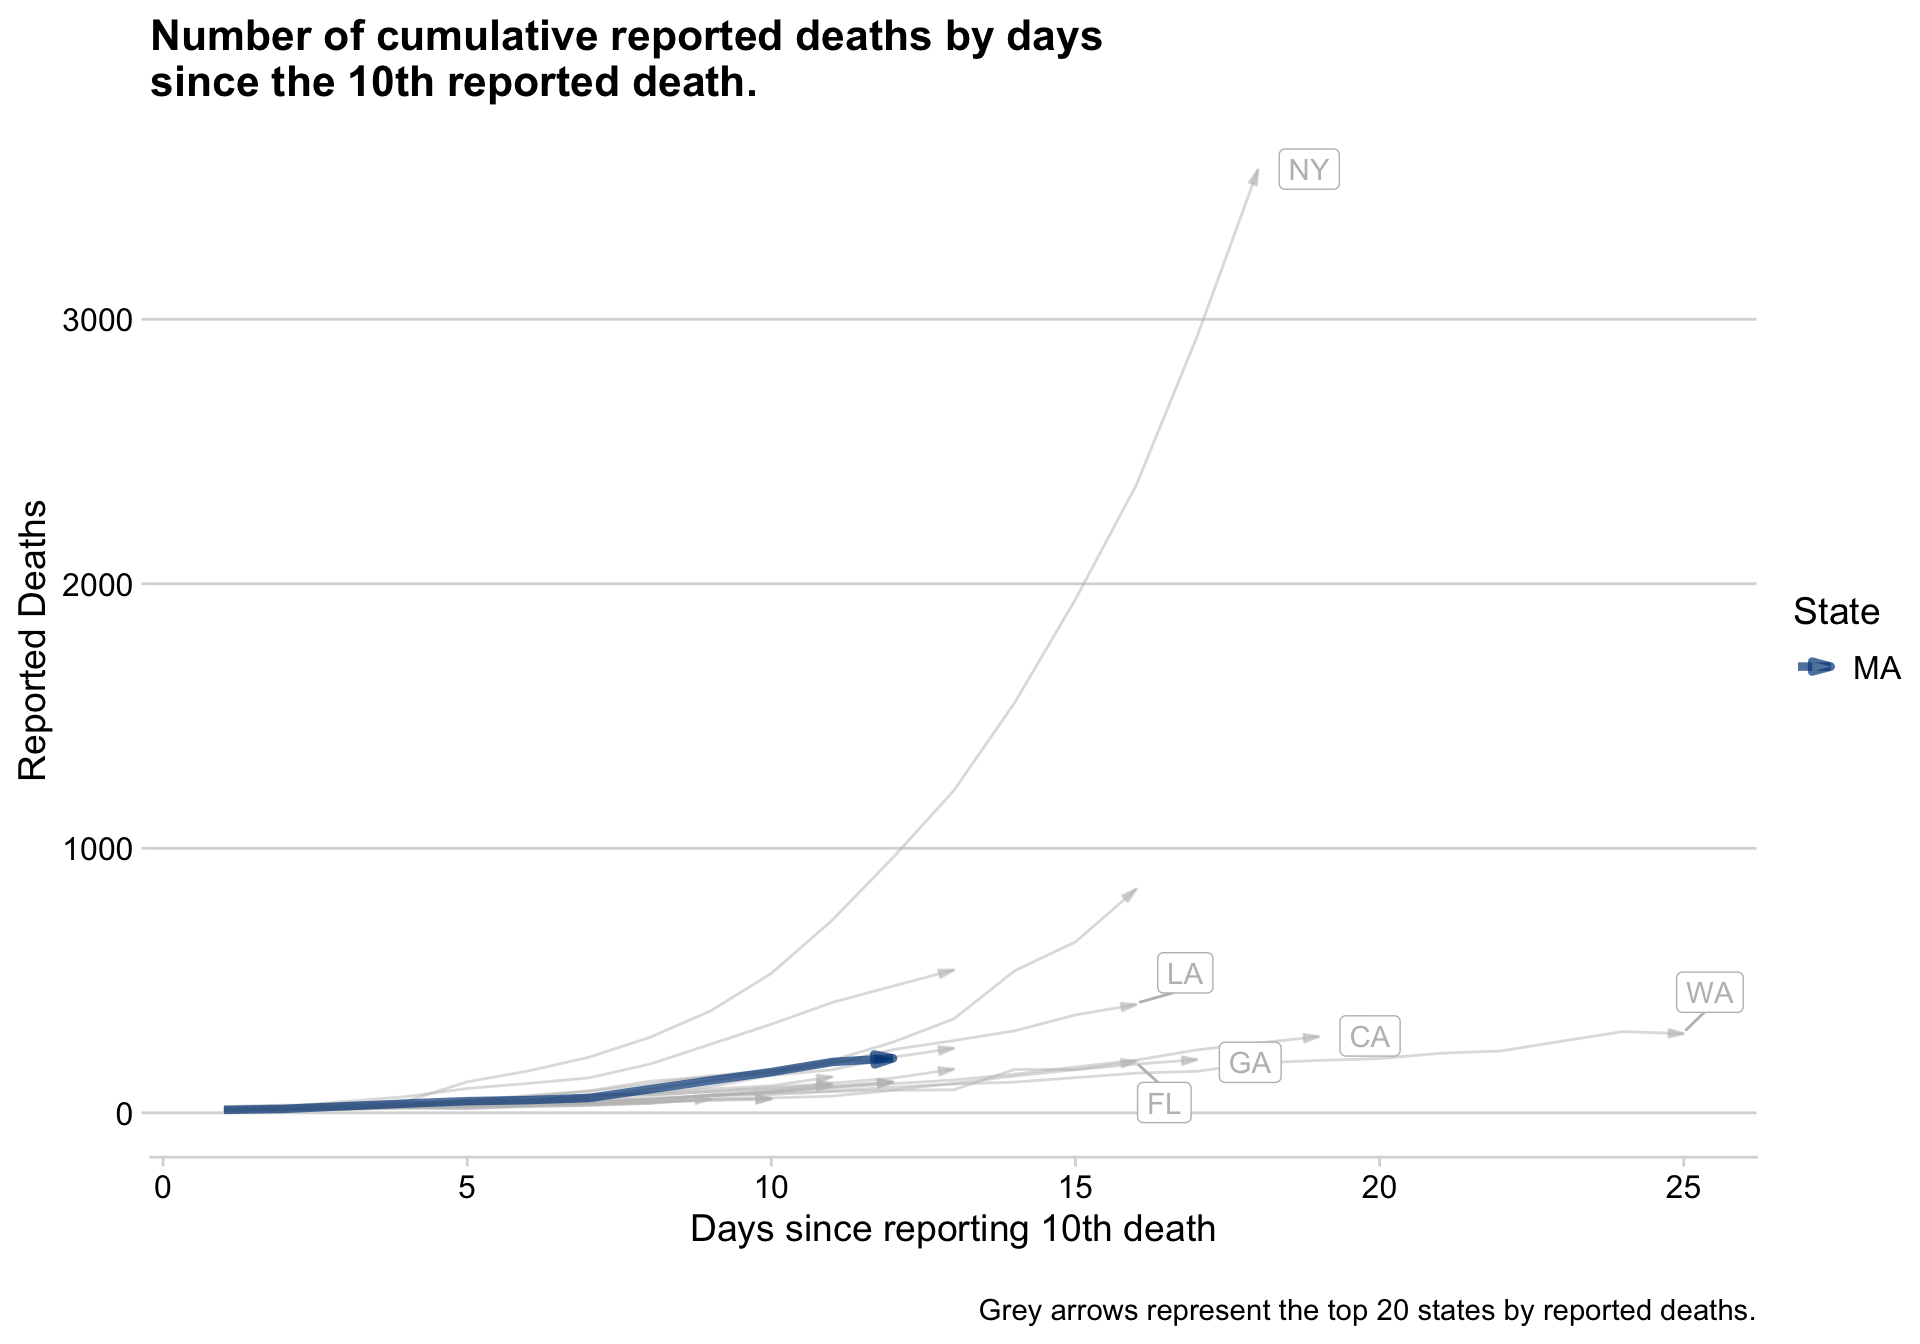 Number of cumulative reported deaths by days
since the 10th reported death.
NY
3000
Reported Deaths
2000
State
MA
1000
LA
WA
CA
GA
FL
0
0 5 10 15 20 25
Days since reporting 10th death
Grey arrows represent the top 20 states by reported deaths.